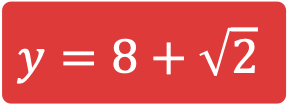 y = 8 + √2